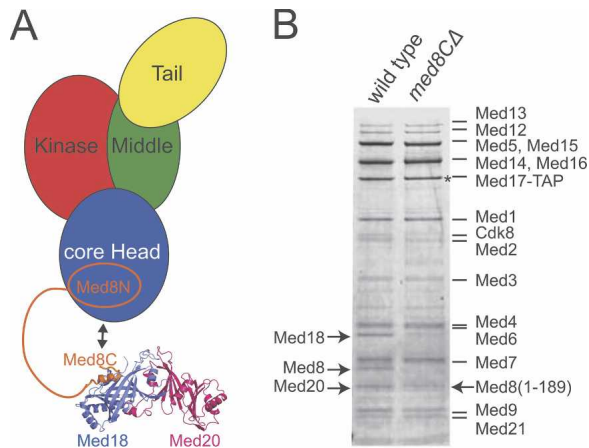 A
Tail
Kinase
Middle
core Head
Med8N
Med8C
Med18
Med20
B
wild type
med8CΔ
Med13
Med12
Med5, Med15
Med14, Med16
*
Med17-TAP
Med1
Cdk8
Med2
Med3
Med4
Med18
Med6
Med7
Med8
Med20
Med8(1-189)
Med9
Med21